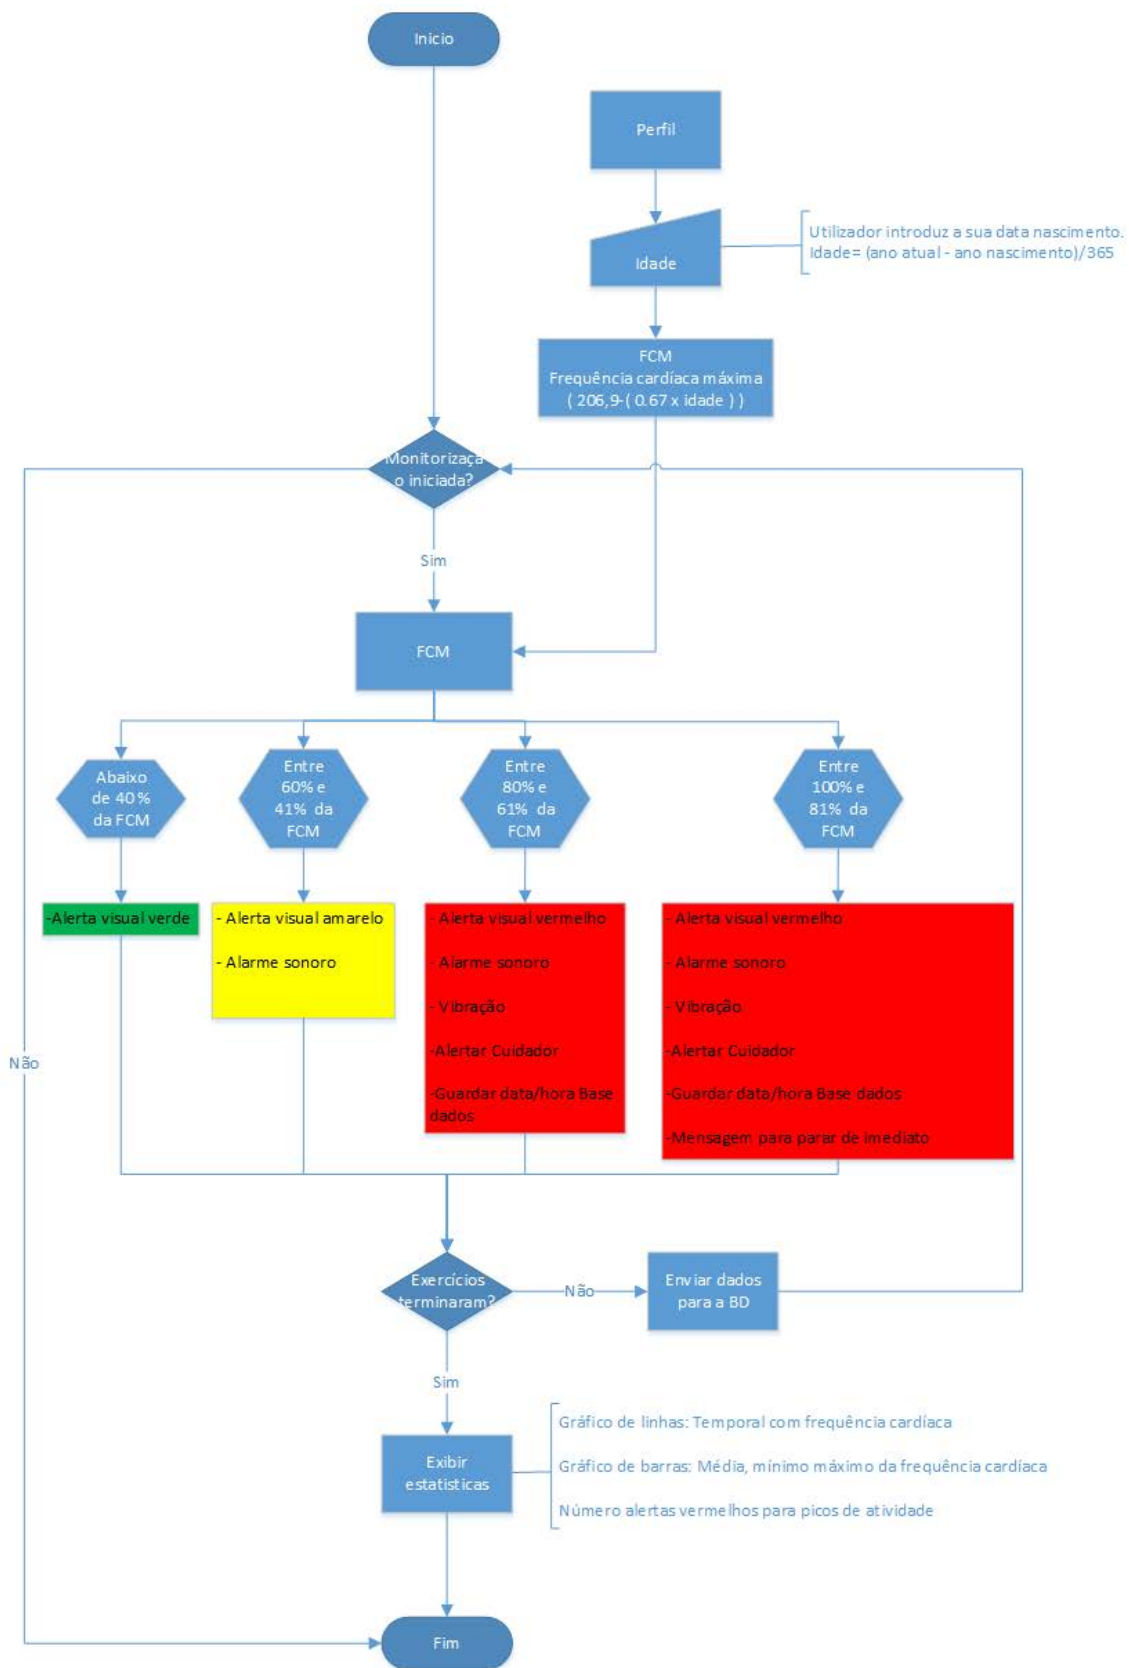 Inicio
Perfil
Utilizador introduz a sua data nascimento.
Idade= (ano atual - ano nascimento)/365
Idade
FCM
Frequência cardíaca máxima
( 206,9-( 0.67 x idade ) )
Monitorizaçã
o iniciada?
Sim
FCM
Abaixo
de 40%
da FCM
Entre
60% e
41% da
FCM
Entre
80% e
61% da
FCM
Entre
100% e
81% da
FCM
-Alerta visual verde
- Alerta visual amarelo
- Alarme sonoro
- Alerta visual vermelho
- Alarme sonoro
- Vibração
-Alertar Cuidador
-Guardar data/hora Base
dados
- Alerta visual vermelho
- Alarme sonoro
- Vibração
-Alertar Cuidador
-Guardar data/hora Base dados
-Mensagem para parar de imediato
Não
Exercícios
terminaram?
Não
Enviar dados
para a BD
Sim
Exibir
estatisticas
Gráfico de linhas: Temporal com frequência cardíaca
Gráfico de barras: Média, mínimo máximo da frequência cardíaca
Número alertas vermelhos para picos de atividade
Fim